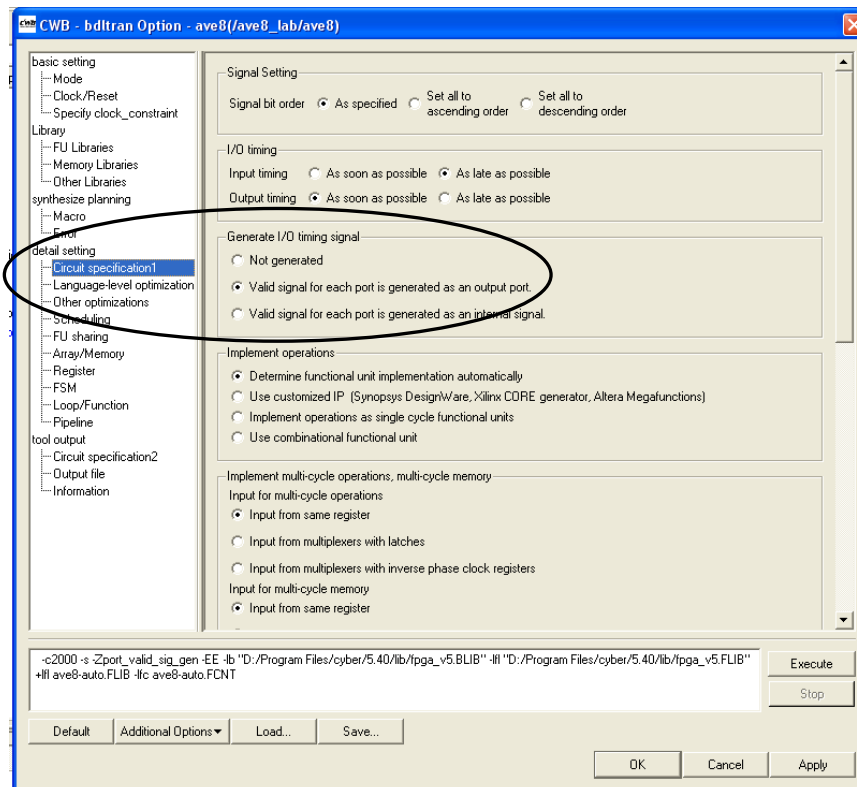 CWB - bdltran Option - ave8(/ave8_lab/ave8)
basic setting
Mode
Clock/Reset
Specify clock_constraint
Library
FU Libraries
Memory Libraries
Other Libraries
synthesize planning
Macro
Error
detail setting
Circuit specification1
Language-level optimization
Other optimizations
Scheduling
FU sharing
Array/Memory
Register
FSM
Loop/Function
Pipeline
tool output
Circuit specification2
Output file
Information
Signal Setting
Signal bit order As specified Set all to ascending order Set all to descending order
I/O timing
Input timing As soon as possible As late as possible
Output timing As soon as possible As late as possible
Generate I/O timing signal
Not generated
Valid signal for each port is generated as an output port.
Valid signal for each port is generated as an internal signal.
Implement operations
Determine functional unit implementation automatically
Use customized IP (Synopsys DesignWare, Xilinx CORE generator, Altera Megafunctions)
Implement operations as single cycle functional units
Use combinational functional unit
Implement multi-cycle operations, multi-cycle memory
Input for multi-cycle operations
Input from same register
Input from multiplexers with latches
Input from multiplexers with inverse phase clock registers
Input for multi-cycle memory
Input from same register
-c2000 -s -Zport_valid_sig_gen -EE -lb "D:/Program Files/cyber/5.40/lib/fpga_v5.BLIB" -lfl "D:/Program Files/cyber/5.40/lib/fpga_v5.FLIB"
+lfl ave8-auto.FLIB -lfc ave8-auto.FCNT
Execute
Stop
Default Additional Options Load... Save...
OK Cancel Apply